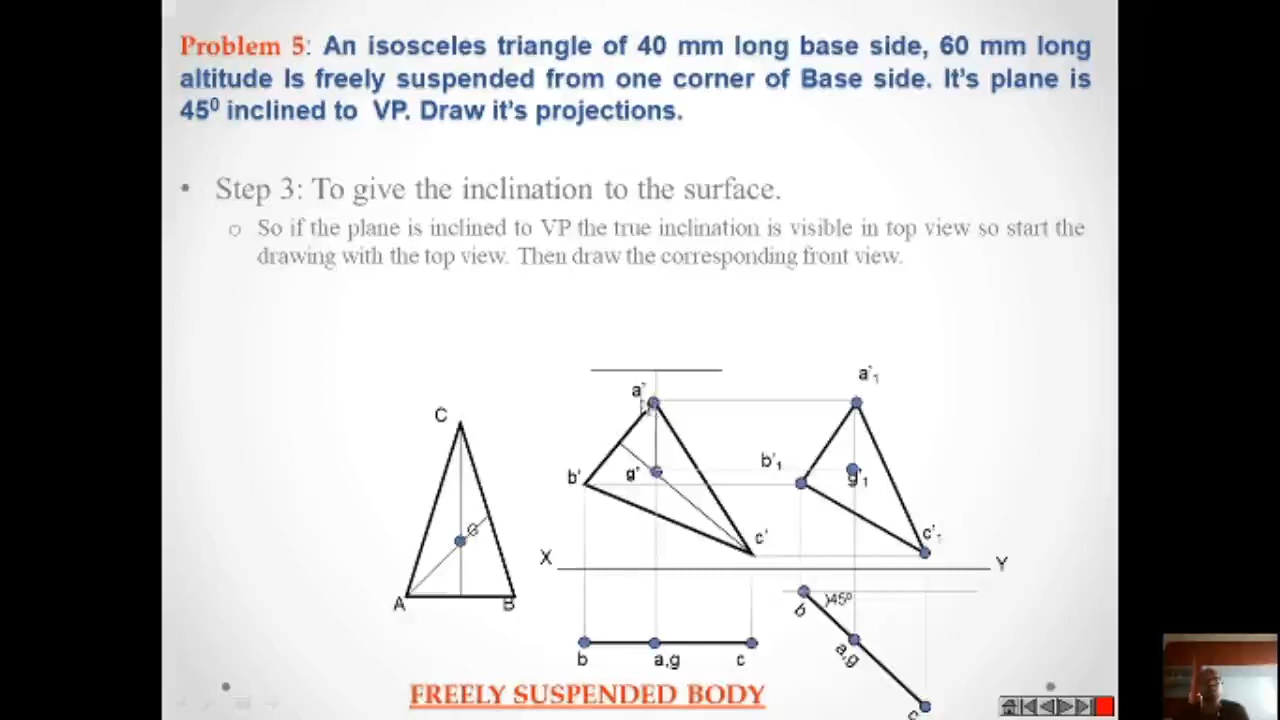 Problem 5: An isosceles triangle of 40 mm long base side, 60 mm long
altitude Is freely suspended from one corner of Base side. It's plane is
45⁰ inclined to VP. Draw it's projections.
• Step 3: To give the inclination to the surface.
o So if the plane is inclined to VP the true inclination is visible in top view so start the
drawing with the top view. Then draw the corresponding front view.
C
G
A
B
a'
b'
g'
c'
a'₁
b'₁
g'₁
c'₁
X
Y
b
a,g
c
45⁰
b
a,g
c
FREELY SUSPENDED BODY